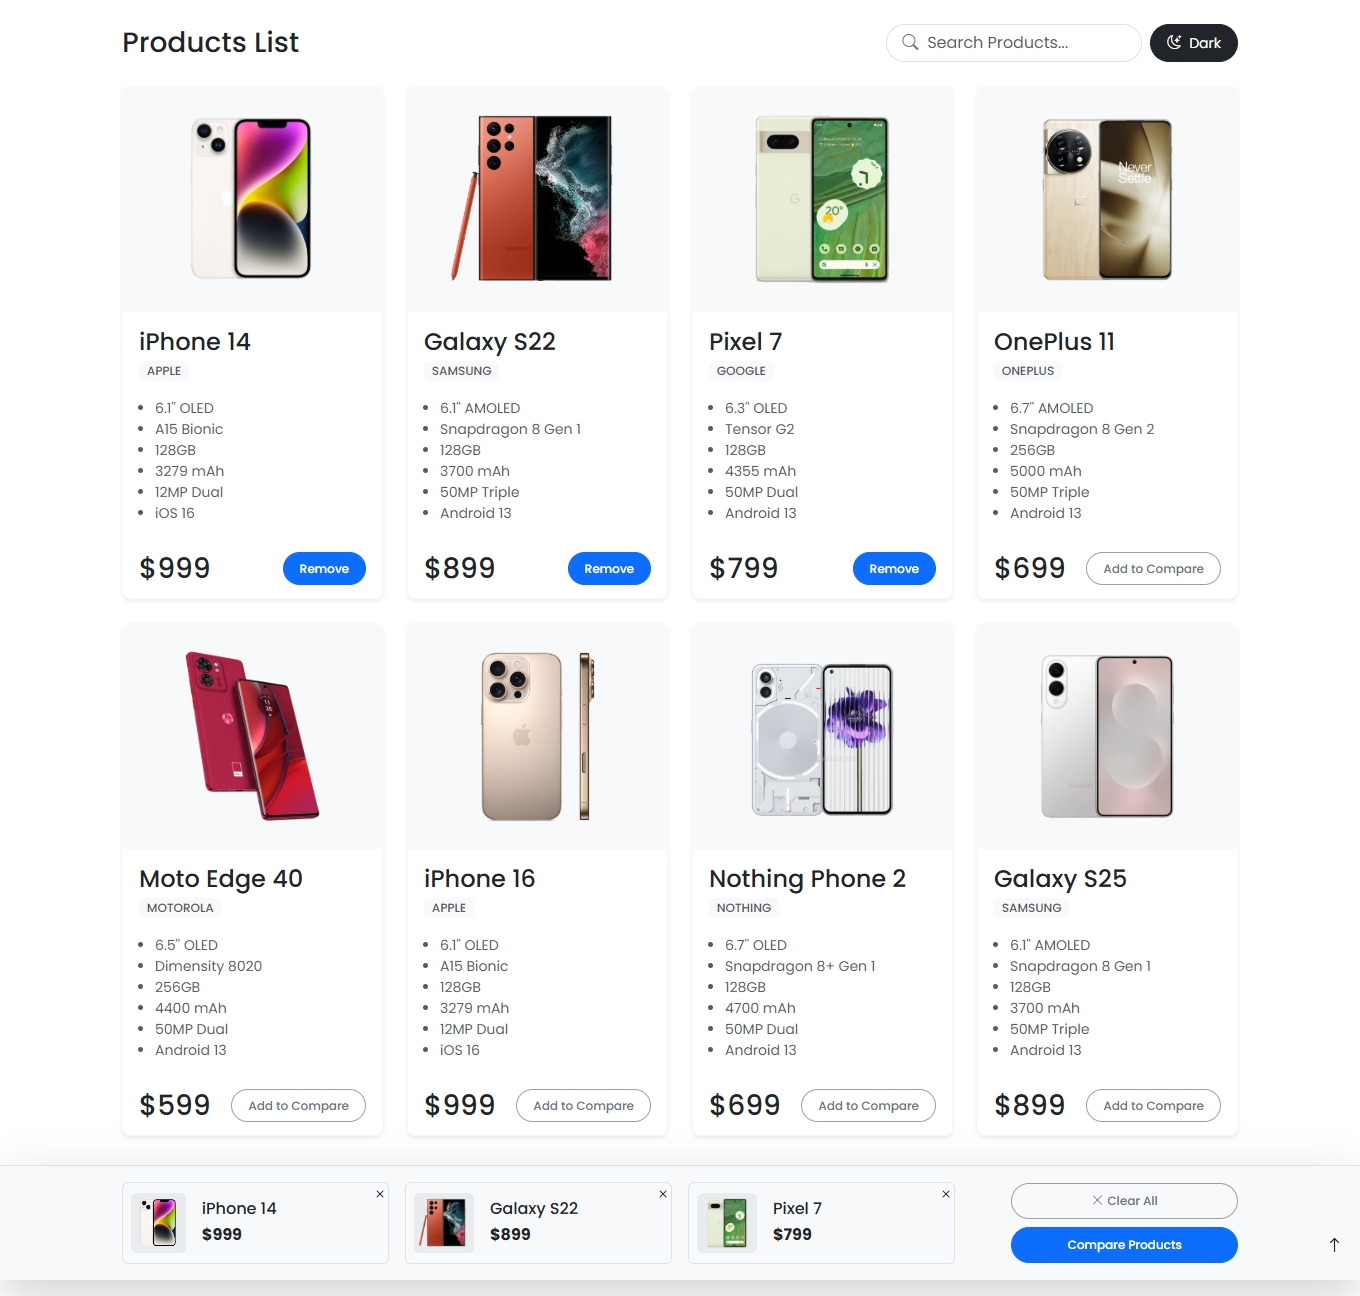 Products List
Search Products...
Dark
Never
Settle
20°
iPhone 14
APPLE
6.1" OLED
A15 Bionic
128GB
3279 mAh
12MP Dual
iOS 16
$999
Remove
Galaxy S22
SAMSUNG
6.1" AMOLED
Snapdragon 8 Gen 1
128GB
3700 mAh
50MP Triple
Android 13
$899
Remove
Pixel 7
GOOGLE
6.3" OLED
Tensor G2
128GB
4355 mAh
50MP Dual
Android 13
$799
Remove
OnePlus 11
ONEPLUS
6.7" AMOLED
Snapdragon 8 Gen 2
256GB
5000 mAh
50MP Triple
Android 13
$699
Add to Compare
Moto Edge 40
MOTOROLA
6.5" OLED
Dimensity 8020
256GB
4400 mAh
50MP Dual
Android 13
$599
Add to Compare
iPhone 16
APPLE
6.1" OLED
A15 Bionic
128GB
3279 mAh
12MP Dual
iOS 16
$999
Add to Compare
Nothing Phone 2
NOTHING
6.7" OLED
Snapdragon 8+ Gen 1
128GB
4700 mAh
50MP Dual
Android 13
$699
Add to Compare
Galaxy S25
SAMSUNG
6.1" AMOLED
Snapdragon 8 Gen 1
128GB
3700 mAh
50MP Triple
Android 13
$899
Add to Compare
iPhone 14
$999
Galaxy S22
$899
Pixel 7
$799
Clear All
Compare Products